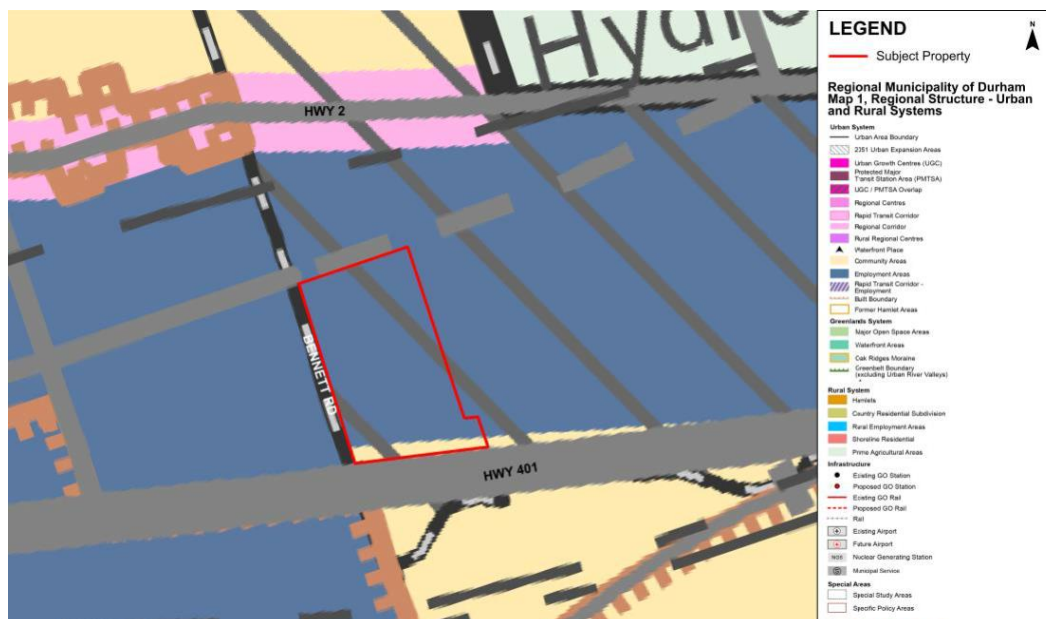 Hydro
HWY 2
BENNETT RD
HWY 401
LEGEND
N
Subject Property
Regional Municipality of Durham
Map 1, Regional Structure - Urban
and Rural Systems
Urban System
Urban Area Boundary
2051 Urban Expansion Areas
Urban Growth Centres (UGC)
Protected Major
Transit Station Area (PMTSA)
UGC / PMTSA Overlap
Regional Centres
Rapid Transit Corridor
Regional Corridor
Rural Regional Centres
Waterfront Place
Community Areas
Employment Areas
Rapid Transit Corridor -
Employment
Built Boundary
Former Hamlet Areas
Greenlands System
Major Open Space Areas
Waterfront Areas
Oak Ridges Moraine
Greenbelt Boundary
(excluding Urban River Valleys)
Rural System
Hamlets
Country Residential Subdivision
Rural Employment Areas
Shoreline Residential
Prime Agricultural Areas
Infrastructure
Existing GO Station
Proposed GO Station
Existing GO Rail
Proposed GO Rail
Rail
Existing Airport
Future Airport
NGS Nuclear Generating Station
Municipal Service
Special Areas
Special Study Areas
Specific Policy Areas